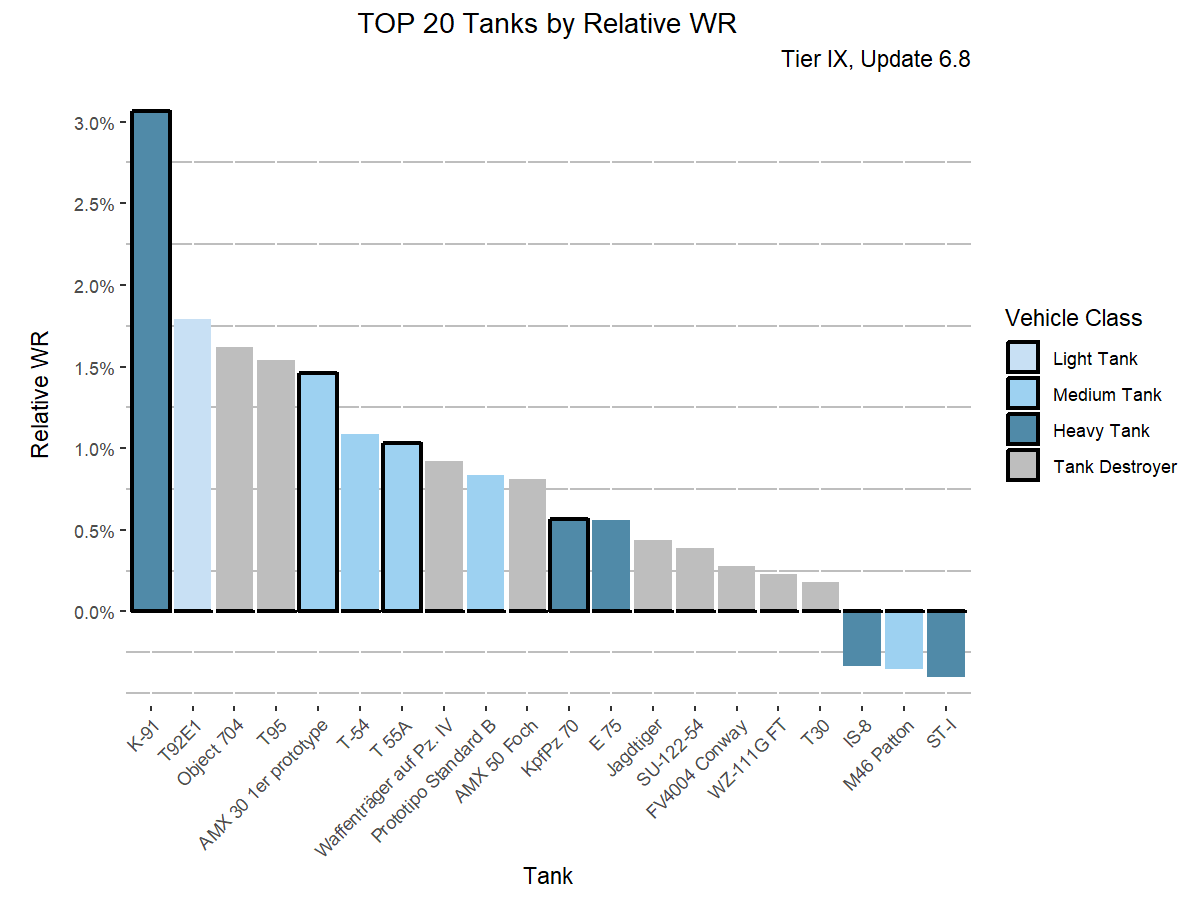 TOP 20 Tanks by Relative WR
Tier IX, Update 6.8
Relative WR
3.0%
2.5%
2.0%
1.5%
1.0%
0.5%
0.0%
K-91
T92E1
Object 704
T95
AMX 30 1er prototype
T-54
T 55A
Waffenträger auf Pz. IV
Prototipo Standard B
AMX 50 Foch
KpfPz 70
E 75
Jagdtiger
SU-122-54
FV4004 Conway
WZ-111G FT
T30
IS-8
M46 Patton
ST-I
Tank
Vehicle Class
Light Tank
Medium Tank
Heavy Tank
Tank Destroyer